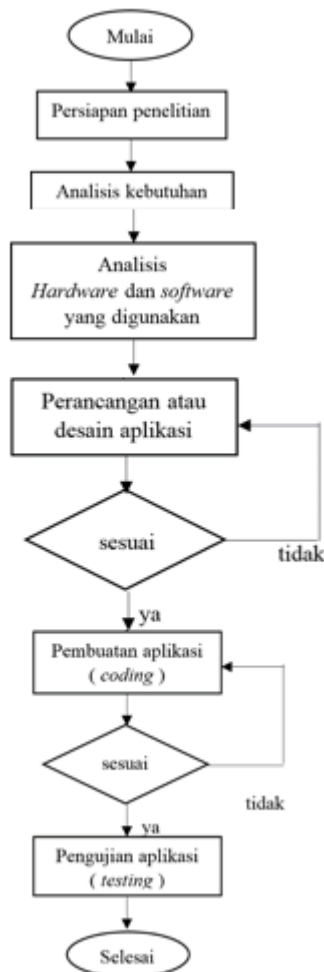 Mulai
Persiapan penelitian
Analisis kebutuhan
Analisis
Hardware dan software
yang digunakan
Perancangan atau
desain aplikasi
sesuai
tidak
ya
Pembuatan aplikasi
( coding )
sesuai
tidak
ya
Pengujian aplikasi
( testing )
Selesai